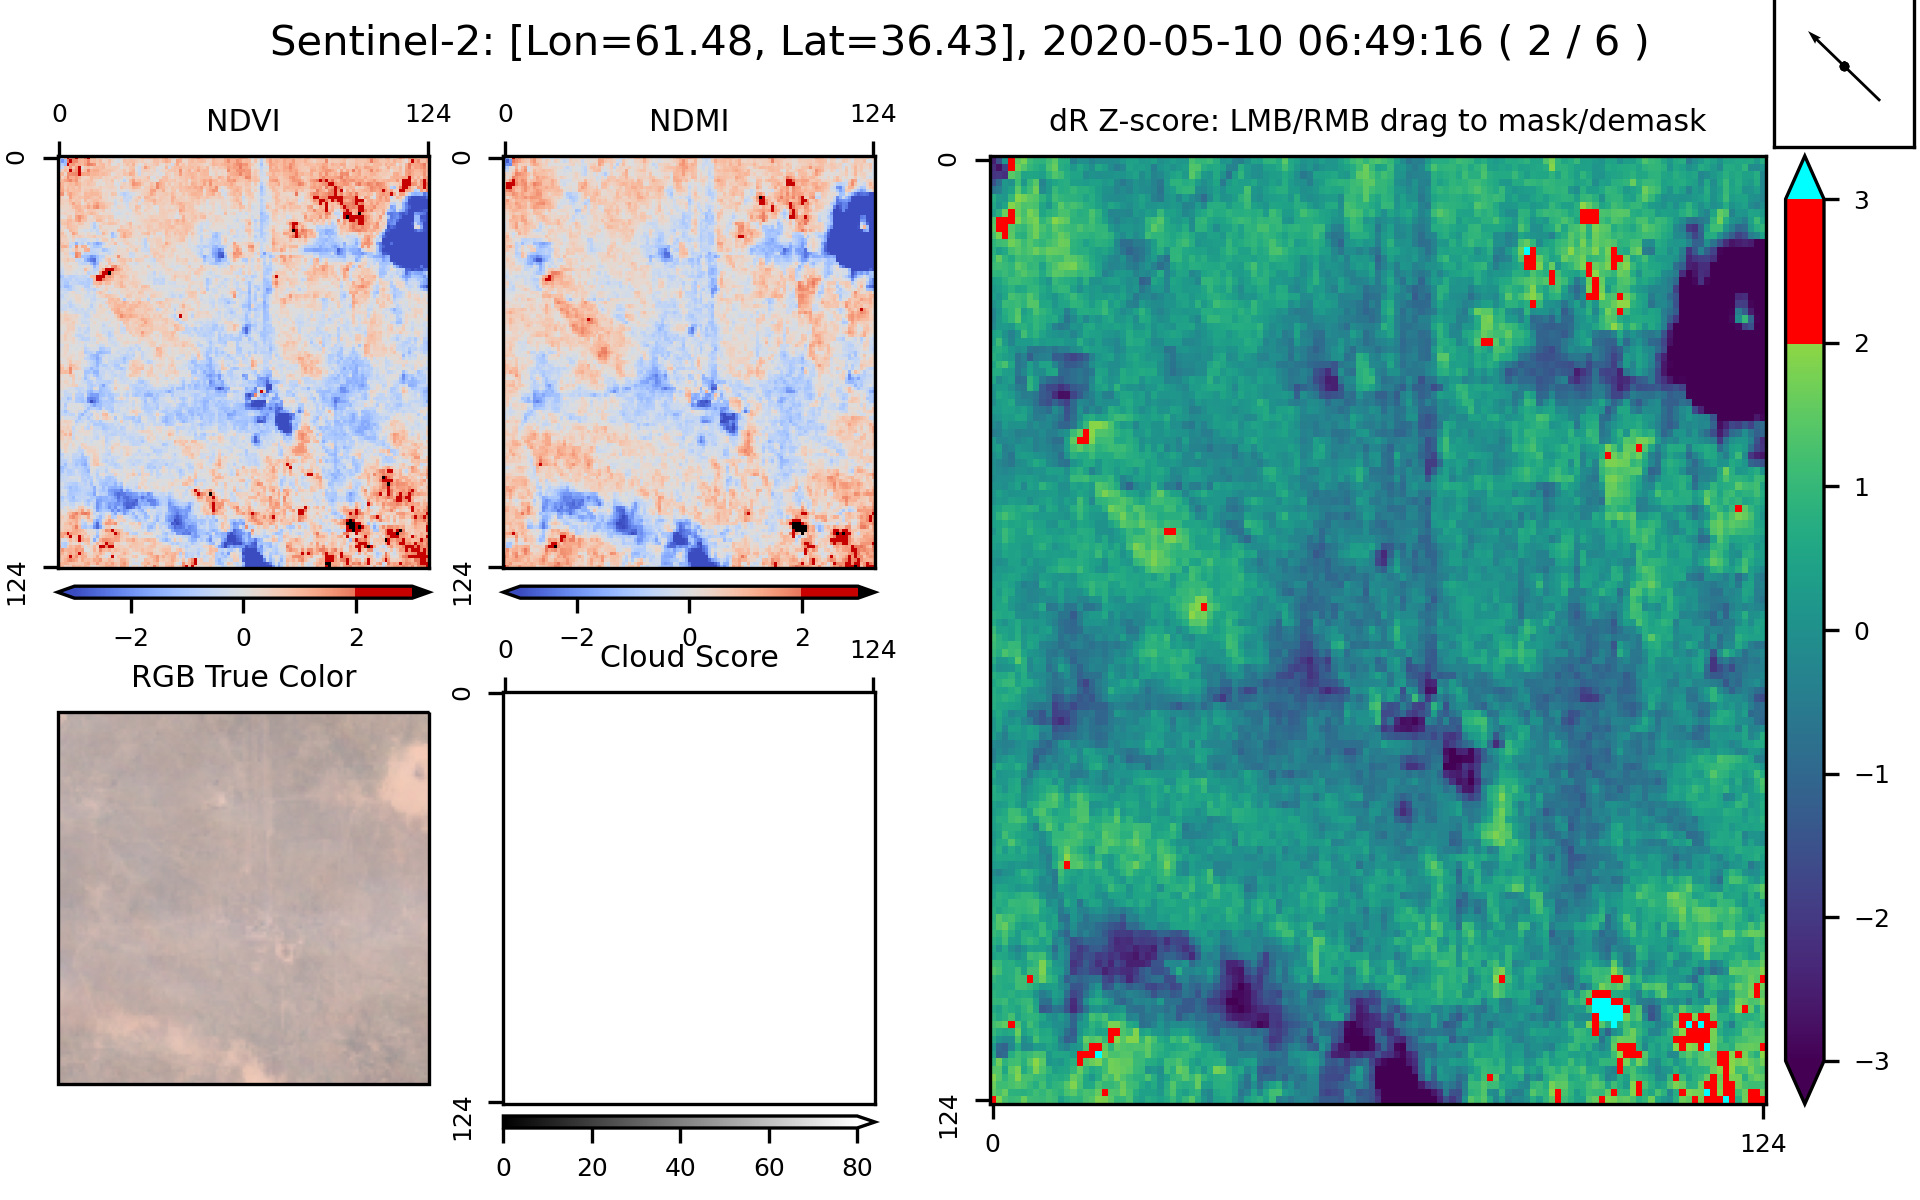 Sentinel-2: [Lon=61.48, Lat=36.43], 2020-05-10 06:49:16 ( 2 / 6 )
0 NDVI 124
0
124
−2 0 2
0 NDMI 124
0
124
−2 0 2
RGB True Color
0 Cloud Score 124
0
124
0 20 40 60 80
dR Z-score: LMB/RMB drag to mask/demask
0
124
0 124
3
2
1
0
−1
−2
−3